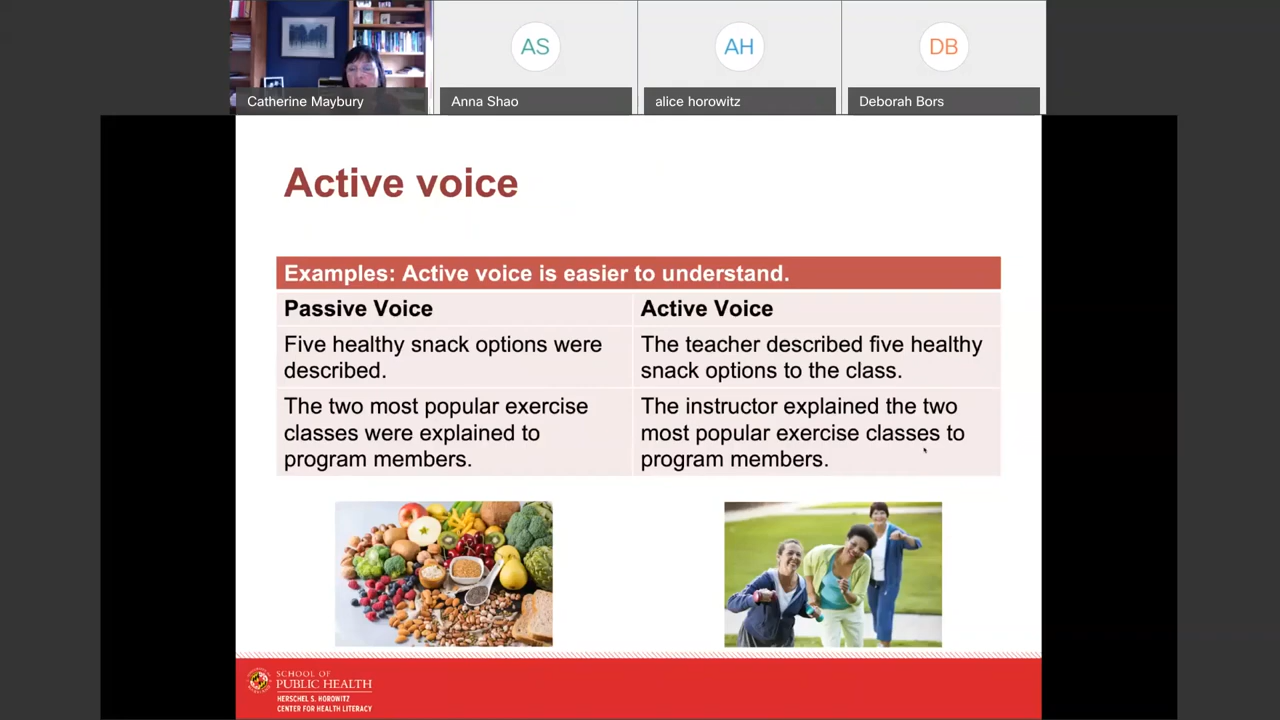 AS
AH
DB
Catherine Maybury
Anna Shao
alice horowitz
Deborah Bors
Active voice
Examples: Active voice is easier to understand.
Passive Voice
Active Voice
Five healthy snack options were
described.
The teacher described five healthy
snack options to the class.
The two most popular exercise
classes were explained to
program members.
The instructor explained the two
most popular exercise classes to
program members.
SCHOOL OF
PUBLIC HEALTH
HERSCHEL S. HOROWITZ
CENTER FOR HEALTH LITERACY